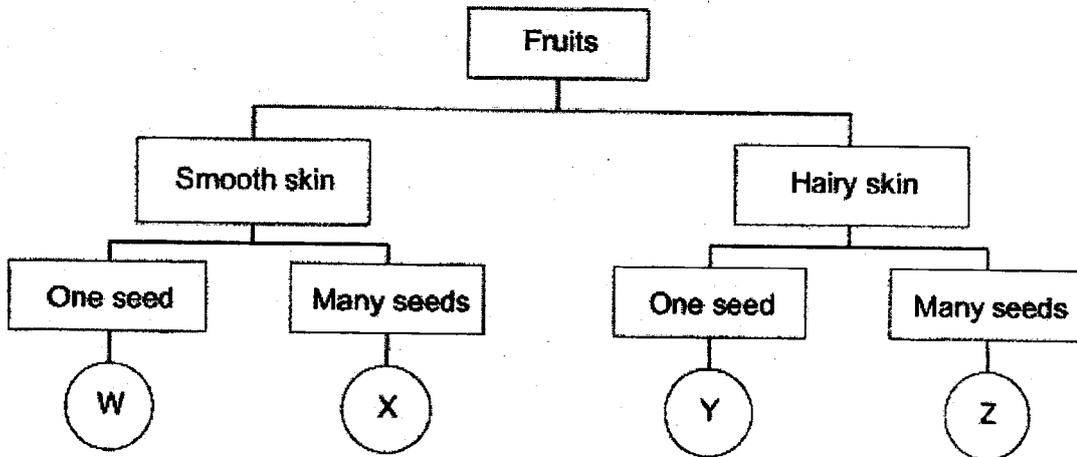 Fruits
Smooth skin
Hairy skin
One seed
Many seeds
One seed
Many seeds
W
X
Y
Z